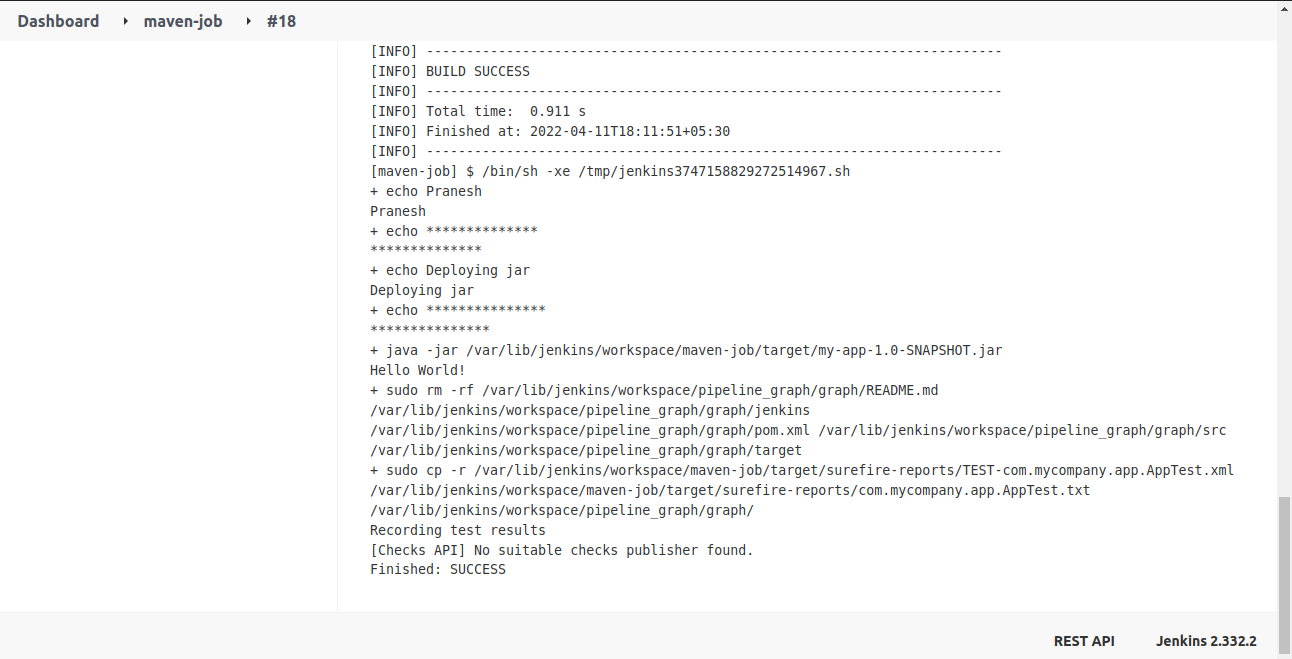 Dashboard ▸ maven-job ▸ #18
[INFO] ------------------------------------------------------------------------
[INFO] BUILD SUCCESS
[INFO] ------------------------------------------------------------------------
[INFO] Total time:  0.911 s
[INFO] Finished at: 2022-04-11T18:11:51+05:30
[INFO] ------------------------------------------------------------------------
[maven-job] $ /bin/sh -xe /tmp/jenkins3747158829272514967.sh
+ echo Pranesh
Pranesh
+ echo **************
**************
+ echo Deploying jar
Deploying jar
+ echo ***************
***************
+ java -jar /var/lib/jenkins/workspace/maven-job/target/my-app-1.0-SNAPSHOT.jar
Hello World!
+ sudo rm -rf /var/lib/jenkins/workspace/pipeline_graph/graph/README.md
/var/lib/jenkins/workspace/pipeline_graph/graph/jenkins
/var/lib/jenkins/workspace/pipeline_graph/graph/pom.xml /var/lib/jenkins/workspace/pipeline_graph/graph/src
/var/lib/jenkins/workspace/pipeline_graph/graph/target
+ sudo cp -r /var/lib/jenkins/workspace/maven-job/target/surefire-reports/TEST-com.mycompany.app.AppTest.xml
/var/lib/jenkins/workspace/maven-job/target/surefire-reports/com.mycompany.app.AppTest.txt
/var/lib/jenkins/workspace/pipeline_graph/graph/
Recording test results
[Checks API] No suitable checks publisher found.
Finished: SUCCESS
REST API Jenkins 2.332.2